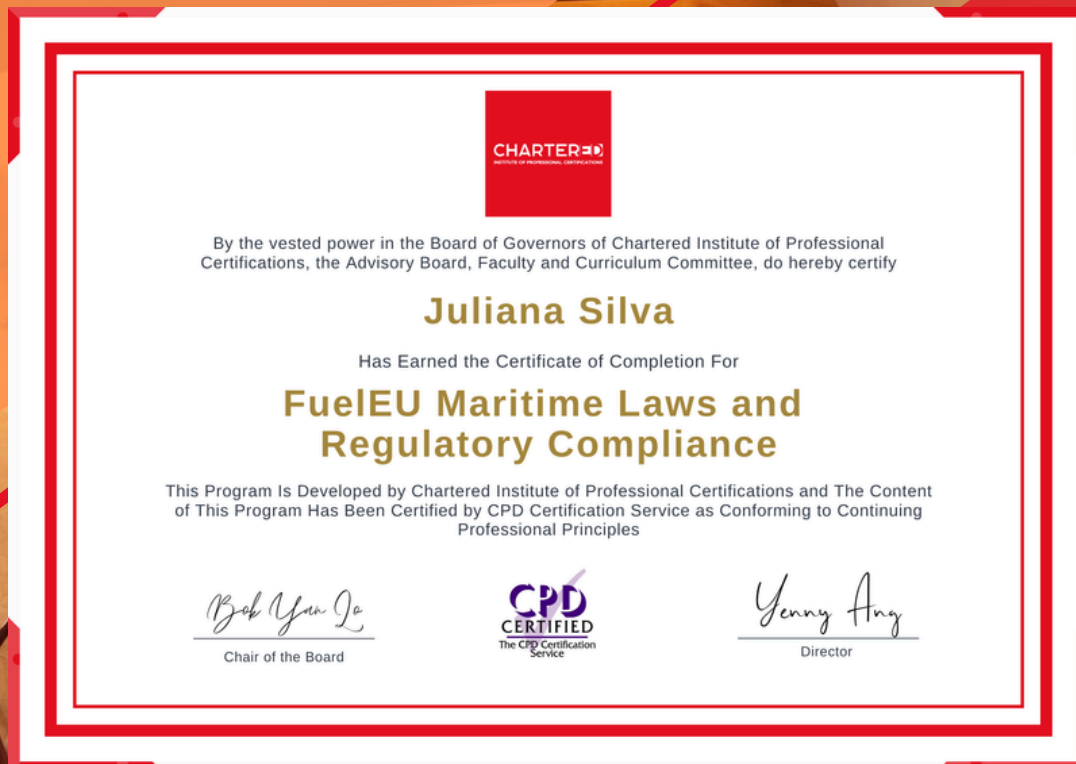 CHARTERED
INSTITUTE OF PROFESSIONAL CERTIFICATIONS
By the vested power in the Board of Governors of Chartered Institute of Professional
Certifications, the Advisory Board, Faculty and Curriculum Committee, do hereby certify
Juliana Silva
Has Earned the Certificate of Completion For
FuelEU Maritime Laws and
Regulatory Compliance
This Program Is Developed by Chartered Institute of Professional Certifications and The Content
of This Program Has Been Certified by CPD Certification Service as Conforming to Continuing
Professional Principles
Bok Yan Lo
Chair of the Board
CPD
CERTIFIED
The CPD Certification
Service
Yenny Ang
Director